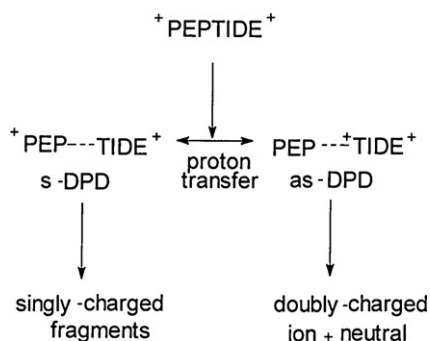 +PEPTIDE+
+PEP---TIDE+ PEP ---+TIDE+
proton
transfer
s -DPD as -DPD
singly -charged doubly -charged
fragments ion + neutral